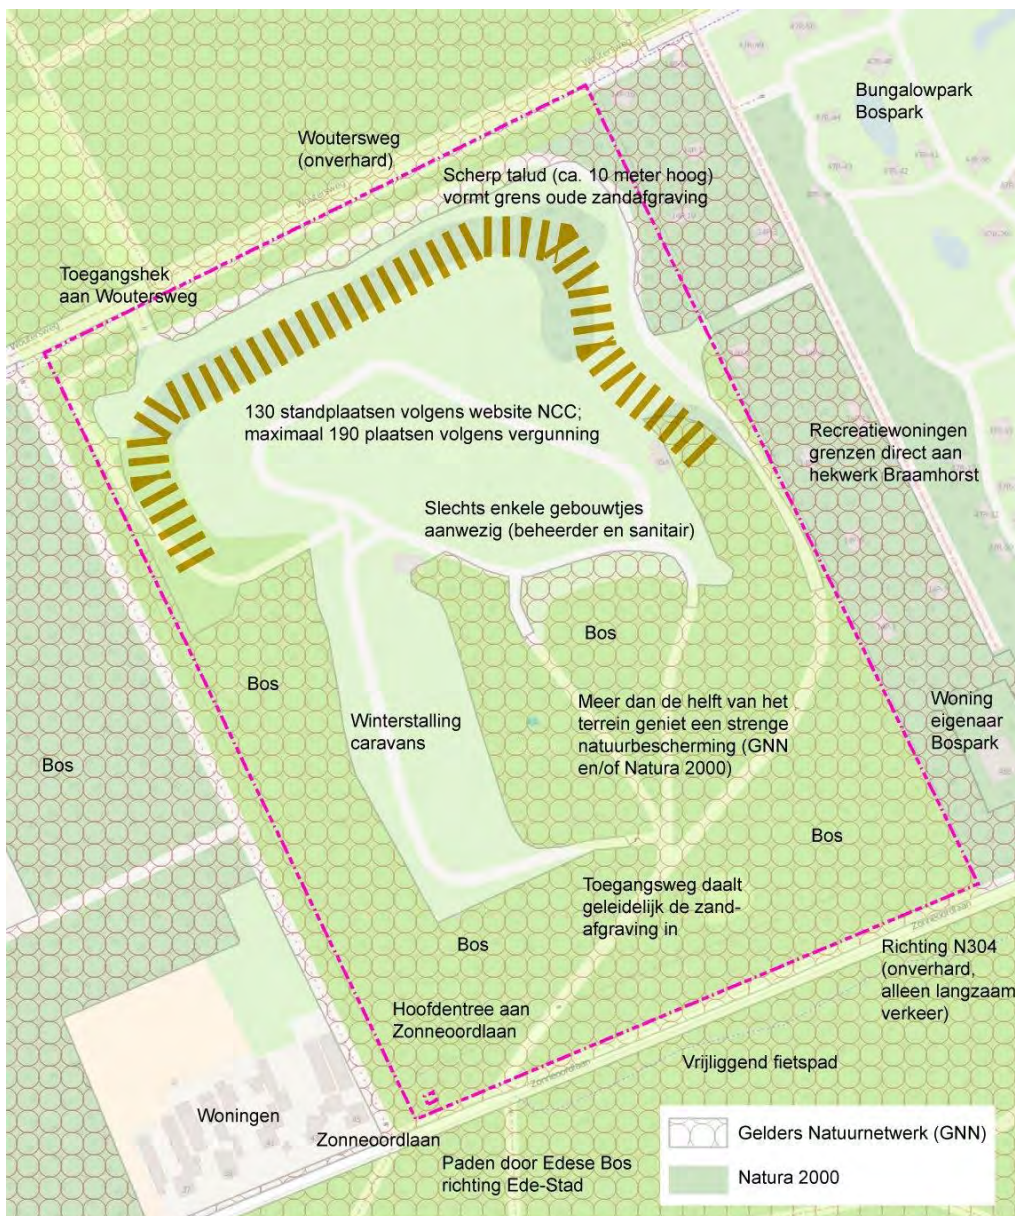 Bungalowpark
Bospark
Woutersweg
(onverhard)
Scherp talud (ca. 10 meter hoog)
vormt grens oude zandafgraving
Toegangshek
aan Woutersweg
Woutersweg
Woutersweg
130 standplaatsen volgens website NCC;
maximaal 190 plaatsen volgens vergunning
Recreatiewoningen
grenzen direct aan
hekwerk Braamhorst
Slechts enkele gebouwtjes
aanwezig (beheerder en sanitair)
Bos
Bos
Meer dan de helft van het
terrein geniet een strenge
natuurbescherming (GNN
en/of Natura 2000)
Woning
eigenaar
Bospark
Winterstalling
caravans
Bos
Bos
Toegangsweg daalt
geleidelijk de zand-
afgraving in
Bos
Zonneoordlaan
Richting N304
(onverhard,
alleen langzaam
verkeer)
Hoofdentree aan
Zonneoordlaan
Vrijliggend fietspad
Zonneoordlaan
Woningen
Zonneoordlaan
Paden door Edese Bos
richting Ede-Stad
Gelders Natuurnetwerk (GNN)
Natura 2000